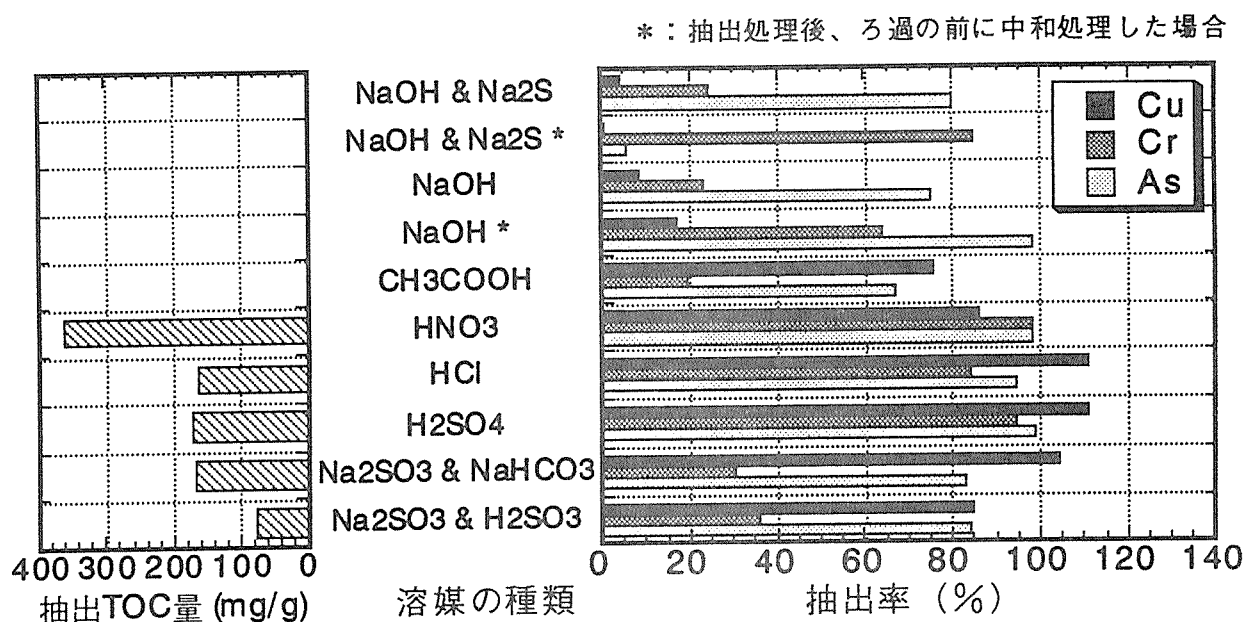 *：抽出処理後、ろ過の前に中和処理した場合
NaOH & Na2S
NaOH & Na2S *
NaOH
NaOH *
CH3COOH
HNO3
HCl
H2SO4
Na2SO3 & NaHCO3
Na2SO3 & H2SO3
Cu
Cr
As
400 300 200 100 0
0 20 40 60 80 100 120 140
抽出TOC量 (mg/g)
溶媒の種類
抽出率（%）